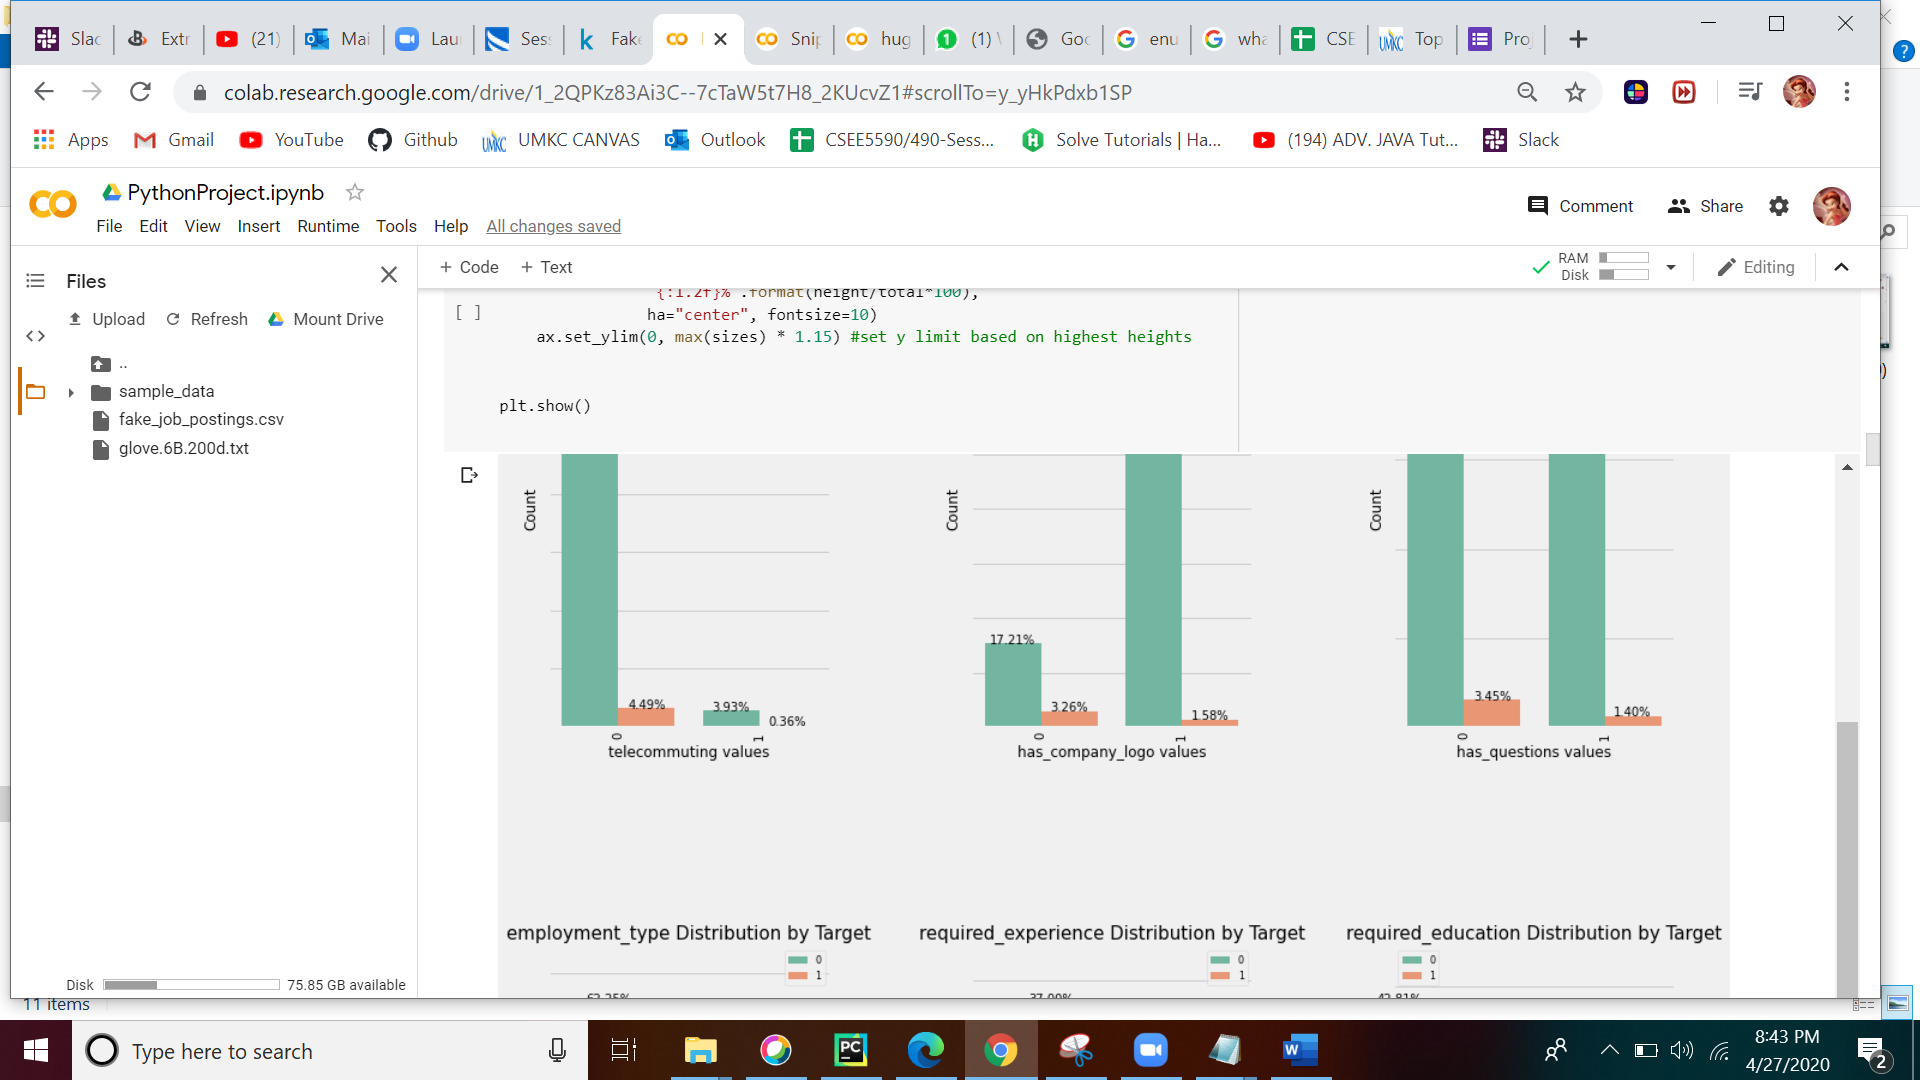 Slac
Extr
(21)
Mai
Lau
Sess
Fake
Snip
hug
(1)
Goo
enu
wha
CSE
Top
Proj
colab.research.google.com/drive/1_2QPKz83Ai3C--7cTaW5t7H8_2KUcvZ1#scrollTo=y_yHkPdxb1SP
Apps
Gmail
YouTube
Github
UMKC CANVAS
Outlook
CSEE5590/490-Sess...
Solve Tutorials | Ha...
(194) ADV. JAVA Tut...
Slack
PythonProject.ipynb
Comment
Share
File Edit View Insert Runtime Tools Help All changes saved
Files
+ Code + Text
RAM
Disk
Editing
Upload Refresh Mount Drive
..
sample_data
fake_job_postings.csv
glove.6B.200d.txt
{:1.2f}% .format(height/total*100),
[ ]
ha="center", fontsize=10)
ax.set_ylim(0, max(sizes) * 1.15) #set y limit based on highest heights
plt.show()
Count
4.49%
3.93%
0.36%
0
1
telecommuting values
Count
17.21%
3.26%
1.58%
0
1
has_company_logo values
Count
3.45%
1.40%
0
1
has_questions values
employment_type Distribution by Target
0
1
62.25%
required_experience Distribution by Target
0
1
37.09%
required_education Distribution by Target
0
1
42.81%
Disk
75.85 GB available
11 items
Type here to search
8:43 PM
4/27/2020
2